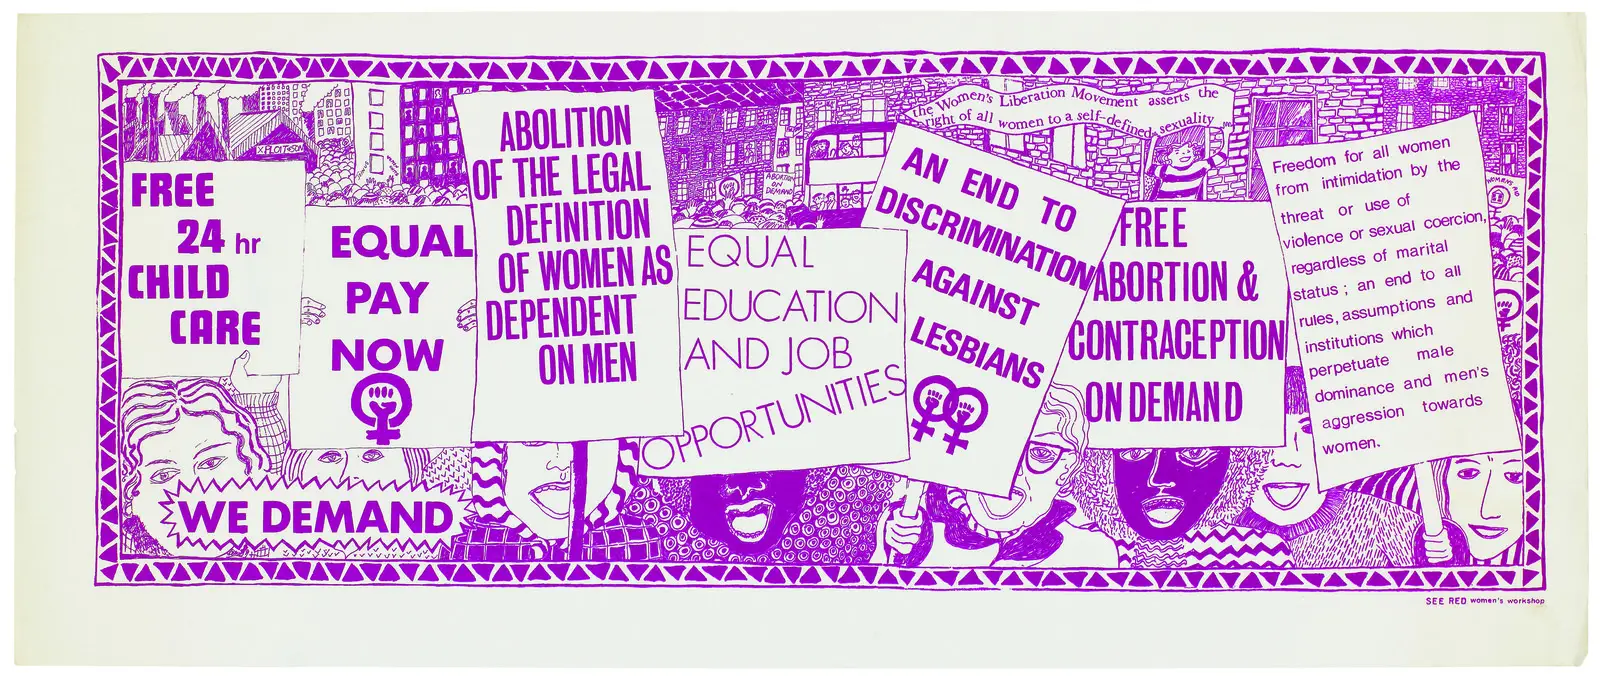 XPLOIT & SON
the Women's Liberation Movement asserts the
right of all women to a self-defined sexuality
FREE
24 hr
CHILD
CARE
EQUAL
PAY
NOW
ABOLITION
OF THE LEGAL
DEFINITION
OF WOMEN AS
DEPENDENT
ON MEN
ABORTION
ON
DEMAND
EQUAL
EDUCATION
AND JOB
OPPORTUNITIES
AN END TO
DISCRIMINATION
AGAINST
LESBIANS
FREE
ABORTION &
CONTRACEPTION
ON DEMAND
Freedom for all women
from intimidation by the
threat or use of
violence or sexual coercion,
regardless of marital
status ; an end to all
rules, assumptions and
institutions which
perpetuate male
dominance and men's
aggression towards
women.
WOMENS AID
WE DEMAND
SEE RED women's workshop